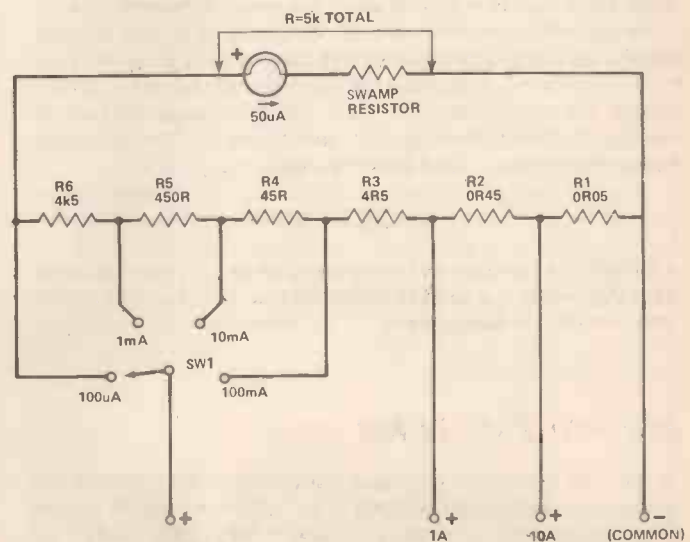 R=5k TOTAL
+
50uA
SWAMP
RESISTOR
R6
4k5
R5
450R
R4
45R
R3
4R5
R2
0R45
R1
0R05
1mA
10mA
SW1
100uA
100mA
+
1A
+
10A
+
−
(COMMON)